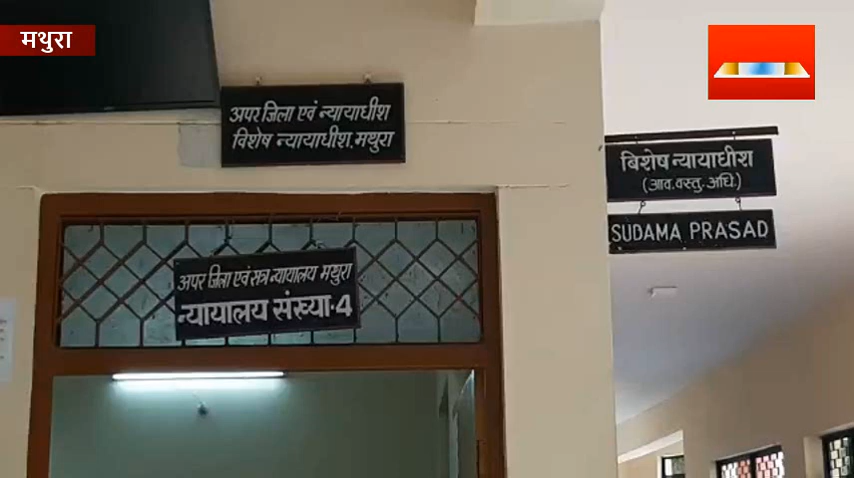 मथुरा
अपर जिला एवं न्यायाधीश
विशेष न्यायाधीश, मथुरा
बिशेष न्यायाधीश
(आव. वस्तु. अधि.)
SUDAMA PRASAD
अपर जिला एवं सत्र न्यायालय मथुरा
न्यायालय संख्या-4